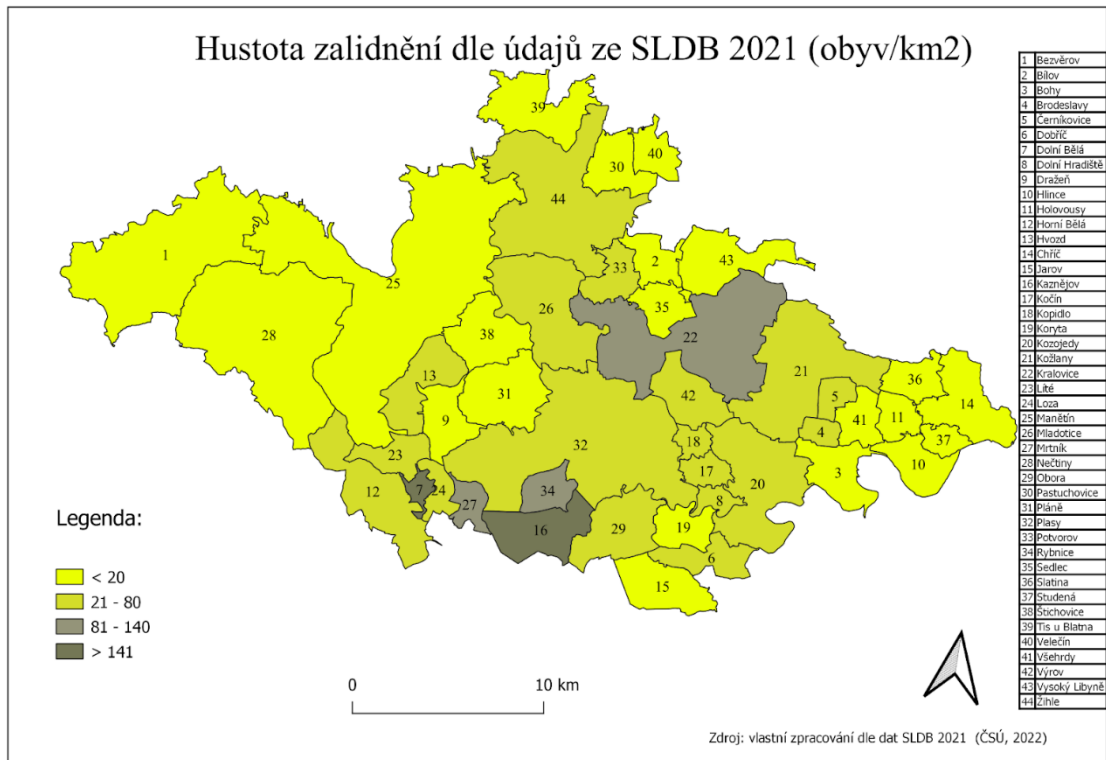 Hustota zalidnění dle údajů ze SLDB 2021 (obyv/km2)
1 Bezvěrov
2 Bílov
3 Bohy
4 Brodeslavy
5 Černíkovice
6 Dobříč
7 Dolní Bělá
8 Dolní Hradiště
9 Dražeň
10 Hlince
11 Holovousy
12 Horní Bělá
13 Hvozd
14 Chříč
15 Jarov
16 Kaznějov
17 Kočín
18 Kopidlo
19 Koryta
20 Kozojedy
21 Kožlany
22 Kralovice
23 Líté
24 Loza
25 Manětín
26 Mladotice
27 Mrtník
28 Nečtiny
29 Obora
30 Pastuchovice
31 Pláně
32 Plasy
33 Potvorov
34 Rybnice
35 Sedlec
36 Slatina
37 Studená
38 Štichovice
39 Tis u Blatna
40 Velečín
41 Všehrdy
42 Výrov
43 Vysoký Libyně
44 Žihle
39
30
40
44
1
33
2
43
25
28
26
35
38
22
13
21
36
31
5
14
9
42
41
11
4
18
37
32
23
17
3
10
20
7
24
12
34
8
27
16
29
19
6
15
Legenda:
< 20
21 - 80
81 - 140
> 141
0 10 km
Zdroj: vlastní zpracování dle dat SLDB 2021 (ČSÚ, 2022)